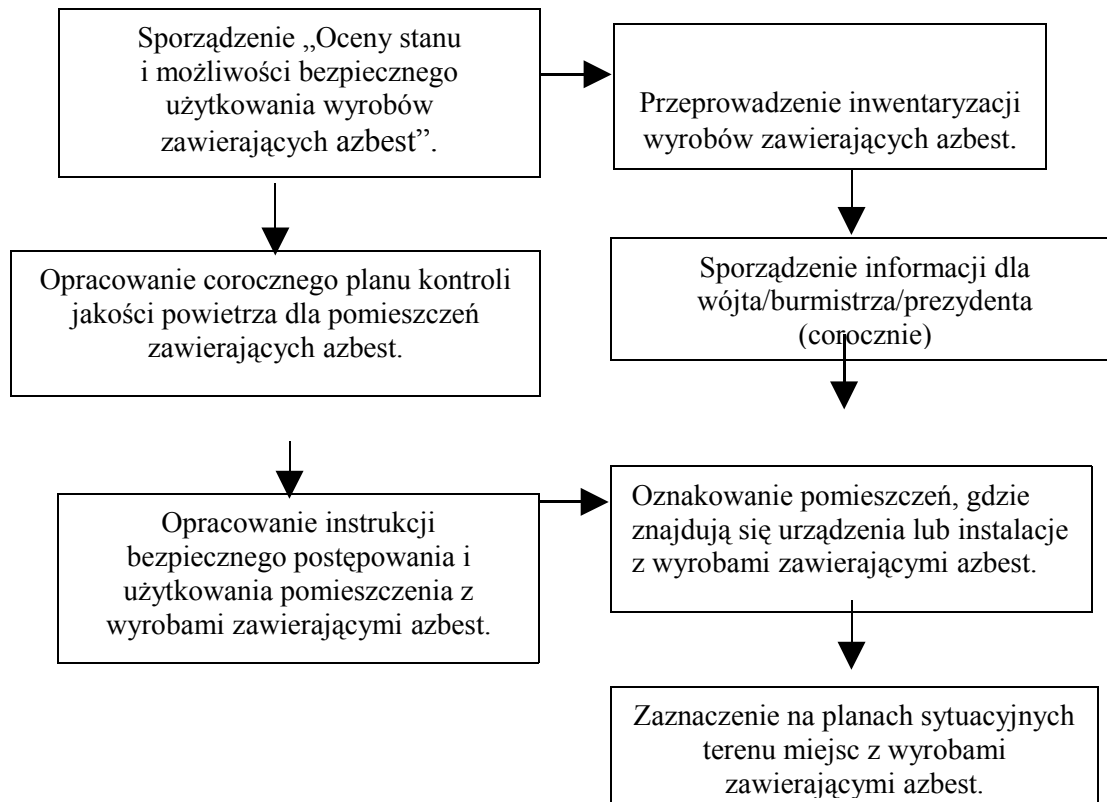 Sporządzenie „Oceny stanu
i możliwości bezpiecznego
użytkowania wyrobów
zawierających azbest”.
Przeprowadzenie inwentaryzacji
wyrobów zawierających azbest.
Opracowanie corocznego planu kontroli
jakości powietrza dla pomieszczeń
zawierających azbest.
Sporządzenie informacji dla
wójta/burmistrza/prezydenta
(corocznie)
Opracowanie instrukcji
bezpiecznego postępowania i
użytkowania pomieszczenia z
wyrobami zawierającymi azbest.
Oznakowanie pomieszczeń, gdzie
znajdują się urządzenia lub instalacje
z wyrobami zawierającymi azbest.
Zaznaczenie na planach sytuacyjnych
terenu miejsc z wyrobami
zawierającymi azbest.